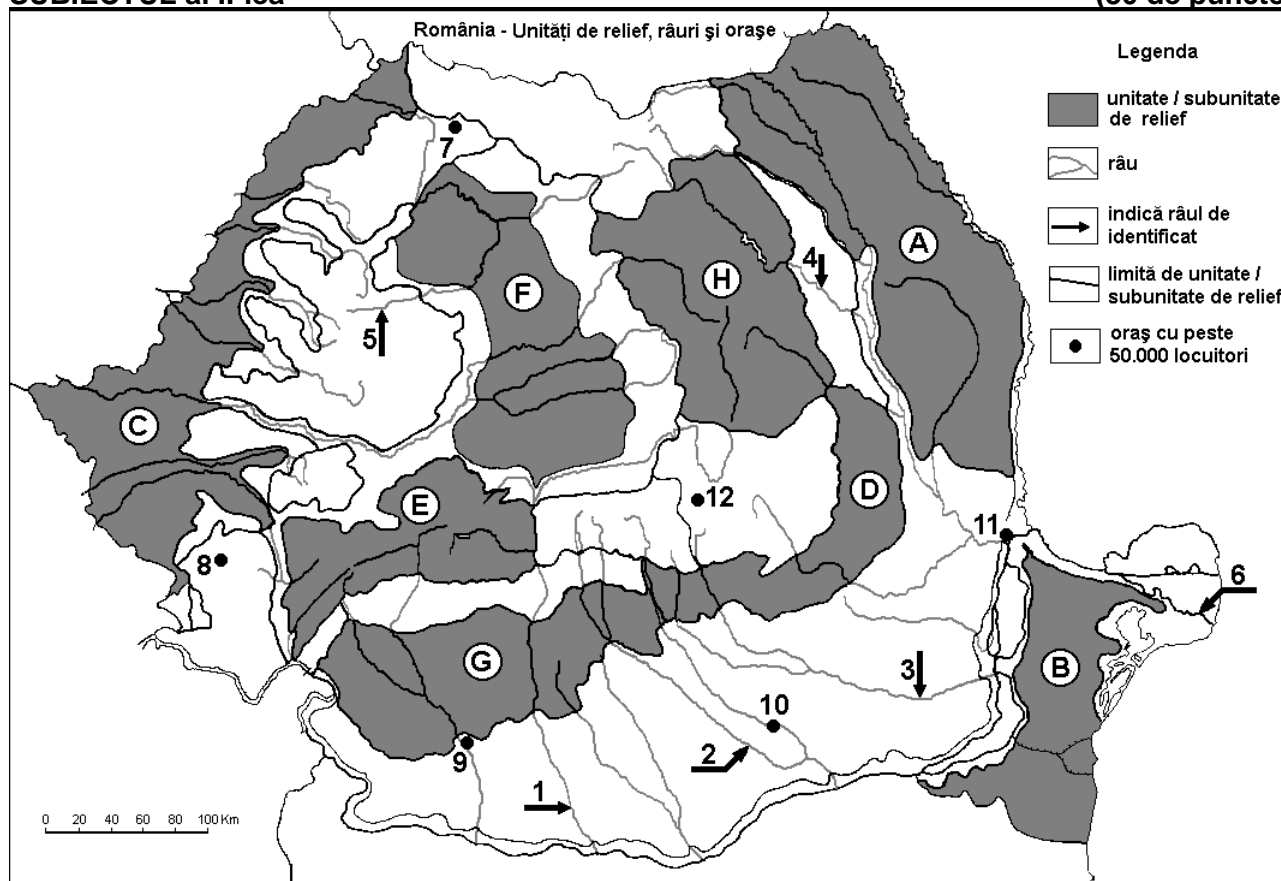 România - Unități de relief, râuri și orașe
Legenda
unitate / subunitate
de relief
râu
indică râul de
identificat
limită de unitate /
subunitate de relief
oraș cu peste
50.000 locuitori
7
A
4
H
F
5
C
12
D
E
11
8
6
B
G
3
10
9
2
1
0 20 40 60 80 100 Km